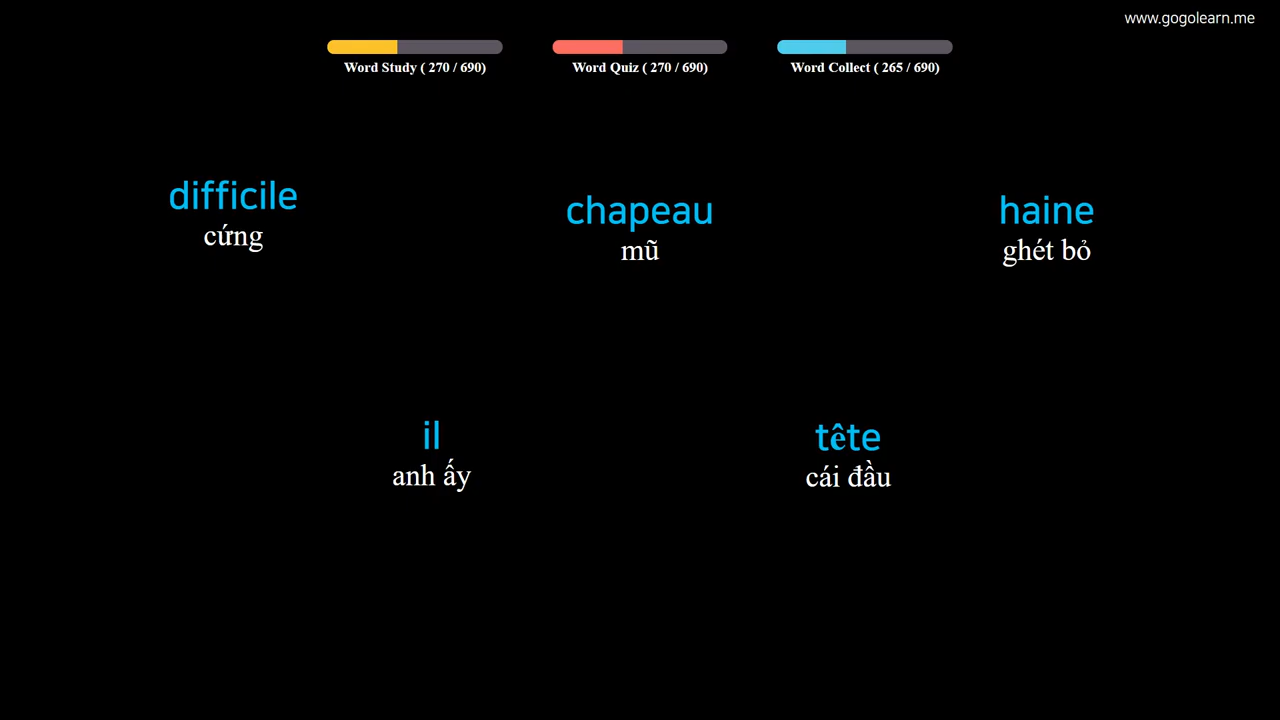 www.gogolearn.me
Word Study ( 270 / 690)
Word Quiz ( 270 / 690)
Word Collect ( 265 / 690)
difficile
cứng
chapeau
mũ
haine
ghét bỏ
il
anh ấy
tête
cái đầu